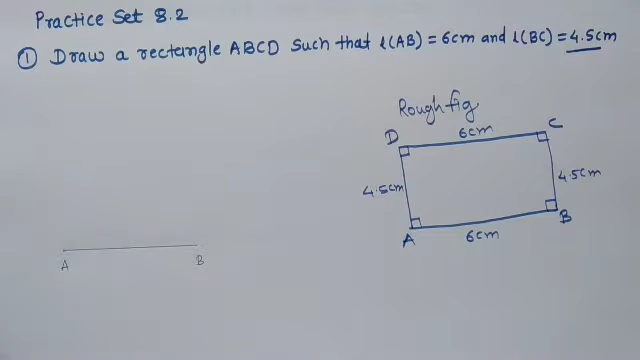 Practice Set 8.2
① Draw a rectangle ABCD Such that l(AB) = 6cm and l(BC) = 4.5cm
Rough fig
D 6cm C
4.5cm 4.5cm
A 6cm B
A B